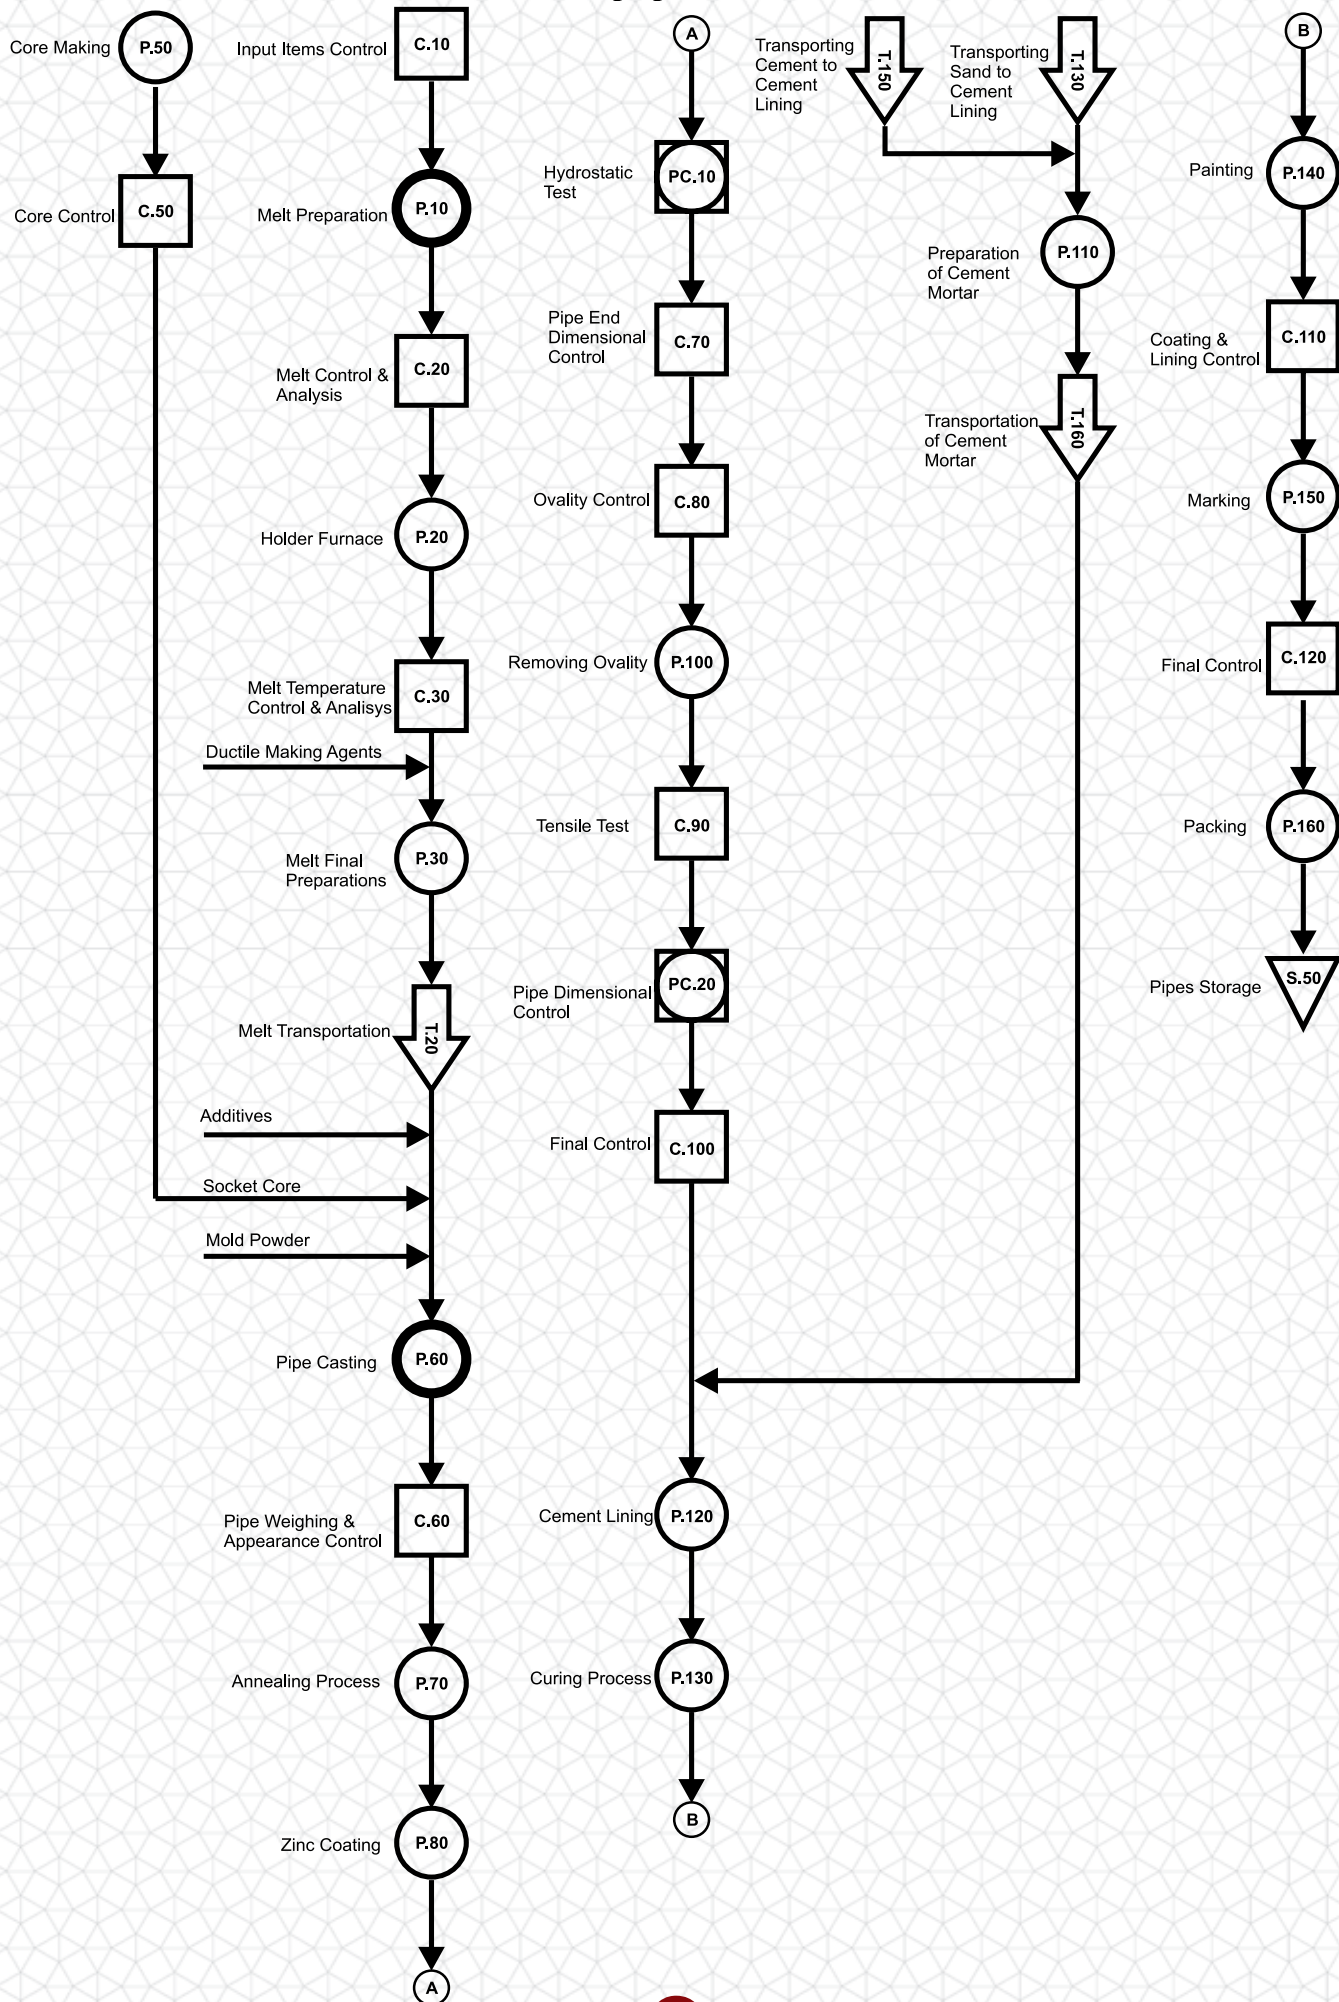 Core Making
P.50
Core Control
C.50
Input Items Control
C.10
Melt Preparation
P.10
Melt Control &
Analysis
C.20
Holder Furnace
P.20
Melt Temperature
Control & Analisys
C.30
Ductile Making Agents
Melt Final
Preparations
P.30
Melt Transportation
T.20
Additives
Socket Core
Mold Powder
Pipe Casting
P.60
Pipe Weighing &
Appearance Control
C.60
Annealing Process
P.70
Zinc Coating
P.80
A
A
Hydrostatic
Test
PC.10
Pipe End
Dimensional
Control
C.70
Ovality Control
C.80
Removing Ovality
P.100
Tensile Test
C.90
Pipe Dimensional
Control
PC.20
Final Control
C.100
Cement Lining
P.120
Curing Process
P.130
B
Transporting
Cement to
Cement
Lining
T.150
Transporting
Sand to
Cement
Lining
T.130
Preparation
of Cement
Mortar
P.110
Transportation
of Cement
Mortar
T.160
B
Painting
P.140
Coating &
Lining Control
C.110
Marking
P.150
Final Control
C.120
Packing
P.160
Pipes Storage
S.50